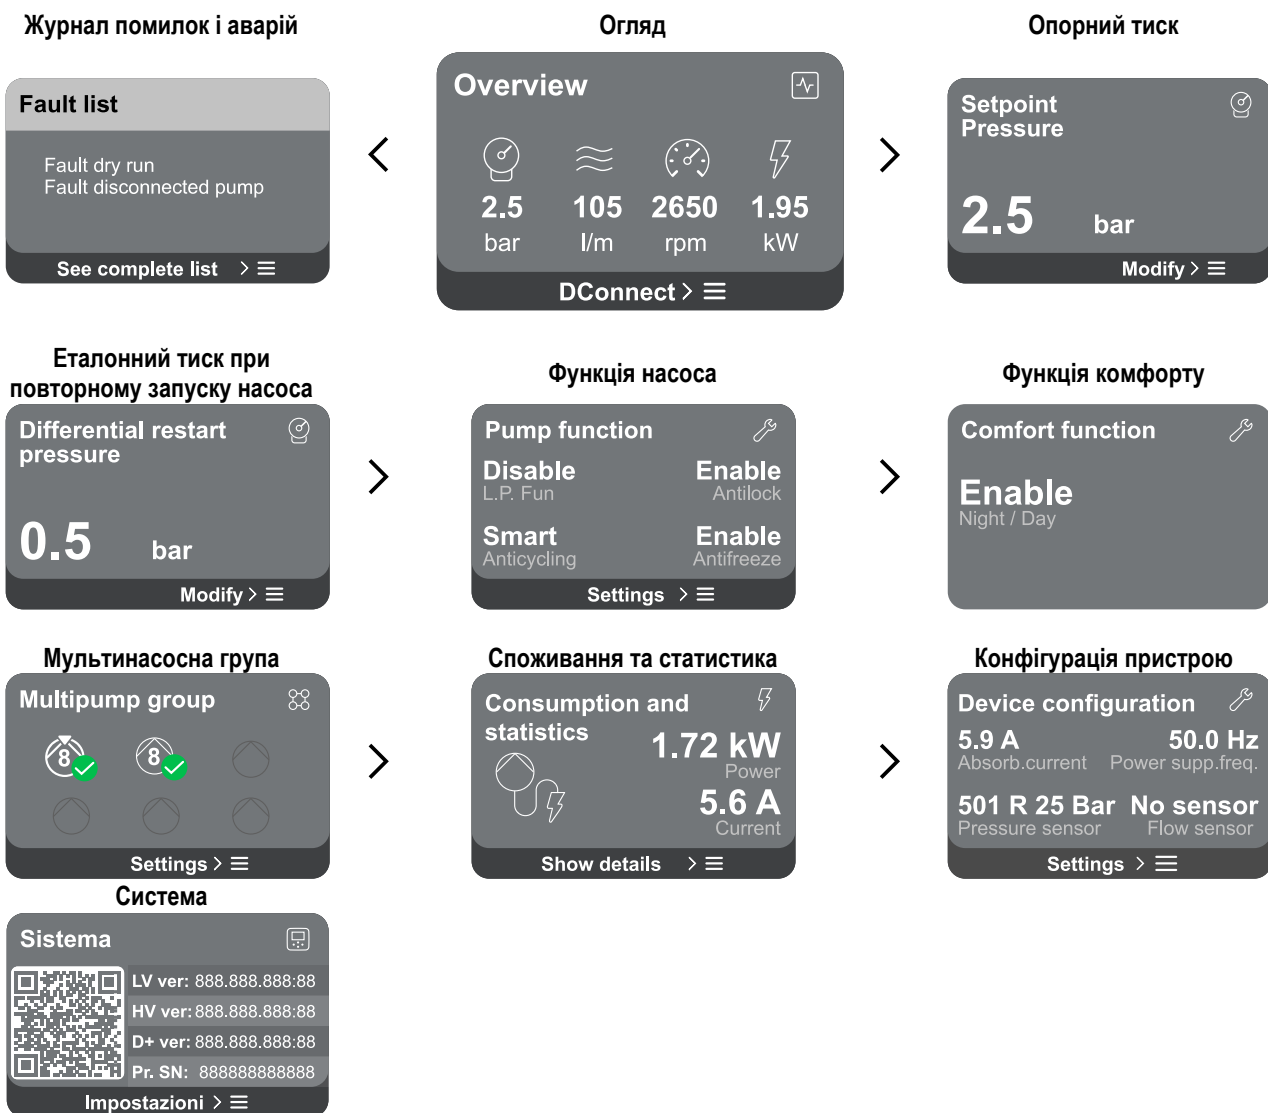 Журнал помилок і аварій
Огляд
Опорний тиск
Fault list
Fault dry run
Fault disconnected pump
See complete list
Overview
2.5 105 2650 1.95
bar l/m rpm kW
DConnect
Setpoint
Pressure
2.5 bar
Modify
Еталонний тиск при
повторному запуску насоса
Функція насоса
Функція комфорту
Differential restart
pressure
0.5 bar
Modify
Pump function
Disable Enable
L.P. Fun Antilock
Smart Enable
Anticycling Antifreeze
Settings
Comfort function
Enable
Night / Day
Мультинасосна група
Споживання та статистика
Конфігурація пристрою
Multipump group
8 8
Settings
Consumption and
statistics
1.72 kW
Power
5.6 A
Current
Show details
Device configuration
5.9 A 50.0 Hz
Absorb.current Power supp.freq.
501 R 25 Bar No sensor
Pressure sensor Flow sensor
Settings
Система
Sistema
LV ver: 888.888.888:88
HV ver: 888.888.888:88
D+ ver: 888.888.888:88
Pr. SN: 888888888888
Impostazioni